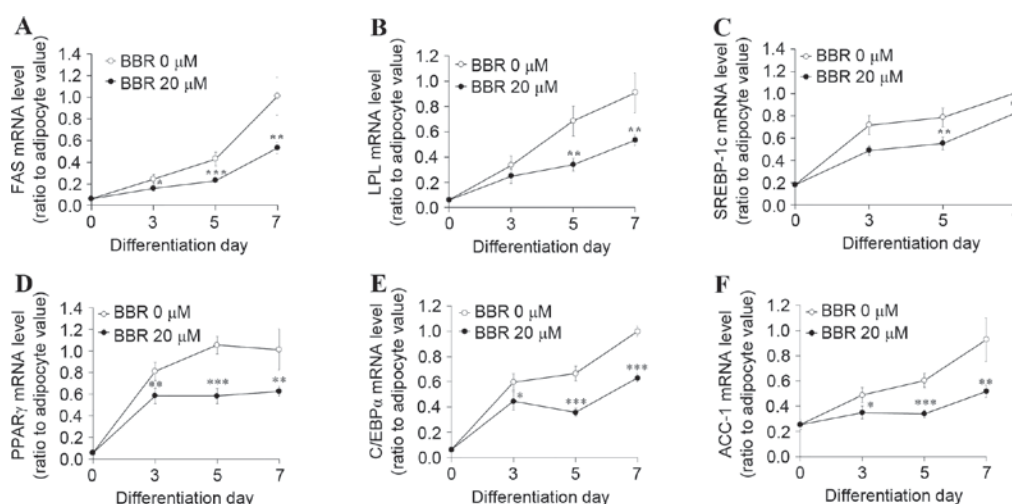 A
FAS mRNA level
(ratio to adipocyte value)
BBR 0 μM
BBR 20 μM
1.4
1.2
1.0
0.8
0.6
0.4
0.2
0.0
**
***
**
0 3 5 7
Differentiation day
B
LPL mRNA level
(ratio to adipocyte value)
BBR 0 μM
BBR 20 μM
1.2
1.0
0.8
0.6
0.4
0.2
0.0
**
**
0 3 5 7
Differentiation day
C
SREBP-1c mRNA level
(ratio to adipocyte value)
BBR 0 μM
BBR 20 μM
1.4
1.2
1.0
0.8
0.6
0.4
0.2
0.0
**
0 3 5
Differentiation day
D
PPARγ mRNA level
(ratio to adipocyte value)
BBR 0 μM
BBR 20 μM
1.6
1.4
1.2
1.0
0.8
0.6
0.4
0.2
0.0
**
***
**
0 3 5 7
Differentiation day
E
C/EBPα mRNA level
(ratio to adipocyte value)
BBR 0 μM
BBR 20 μM
1.4
1.2
1.0
0.8
0.6
0.4
0.2
0.0
*
***
***
0 3 5 7
Differentiation day
F
ACC-1 mRNA level
(ratio to adipocyte value)
BBR 0 μM
BBR 20 μM
1.2
1.0
0.8
0.6
0.4
0.2
0.0
*
***
**
0 3 5 7
Differentiation day